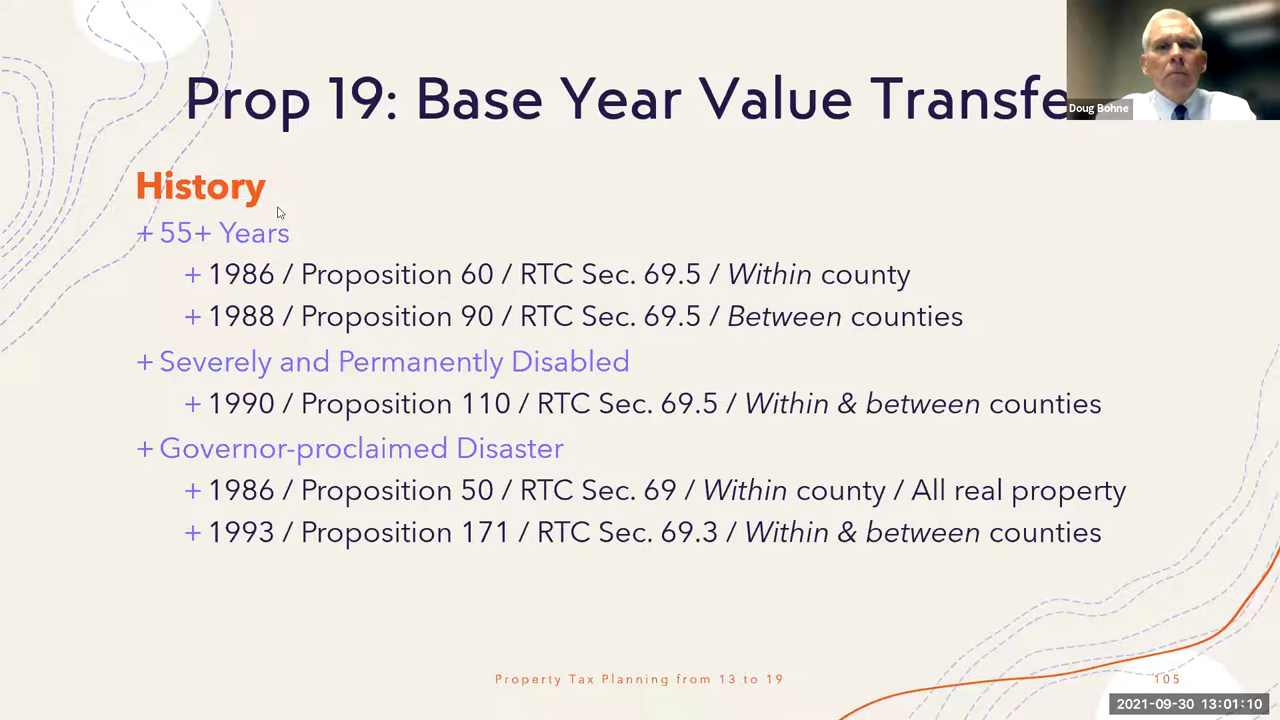 Prop 19: Base Year Value Transfe
Doug Bohne
History
+ 55+ Years
+ 1986 / Proposition 60 / RTC Sec. 69.5 / Within county
+ 1988 / Proposition 90 / RTC Sec. 69.5 / Between counties
+ Severely and Permanently Disabled
+ 1990 / Proposition 110 / RTC Sec. 69.5 / Within & between counties
+ Governor-proclaimed Disaster
+ 1986 / Proposition 50 / RTC Sec. 69 / Within county / All real property
+ 1993 / Proposition 171 / RTC Sec. 69.3 / Within & between counties
Property Tax Planning from 13 to 19
105
2021-09-30 13:01:10